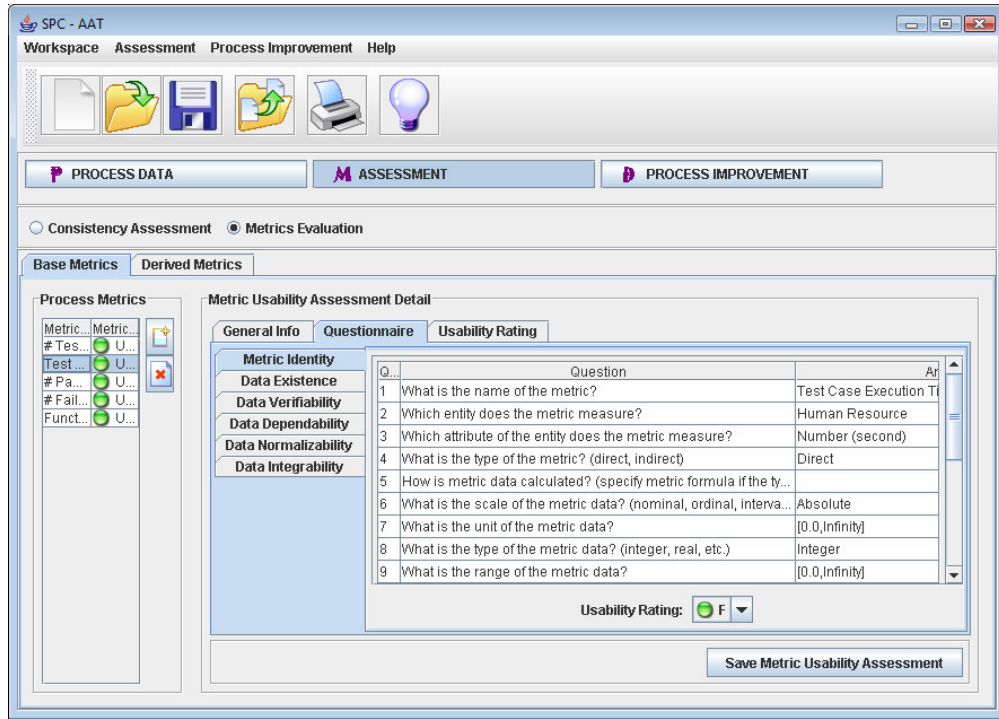 SPC - AAT
Workspace Assessment Process Improvement Help
P PROCESS DATA M ASSESSMENT I PROCESS IMPROVEMENT
Consistency Assessment Metrics Evaluation
Base Metrics Derived Metrics
Process Metrics
Metric... Metric...
# Tes... U...
Test ... U...
# Pa... U...
# Fail... U...
Funct... U...
Metric Usability Assessment Detail
General Info Questionnaire Usability Rating
Metric Identity
Data Existence
Data Verifiability
Data Dependability
Data Normalizability
Data Integrability
Q... Question Ar
1 What is the name of the metric? Test Case Execution Ti
2 Which entity does the metric measure? Human Resource
3 Which attribute of the entity does the metric measure? Number (second)
4 What is the type of the metric? (direct, indirect) Direct
5 How is metric data calculated? (specify metric formula if the ty...
6 What is the scale of the metric data? (nominal, ordinal, interva... Absolute
7 What is the unit of the metric data? [0.0,Infinity]
8 What is the type of the metric data? (integer, real, etc.) Integer
9 What is the range of the metric data? [0.0,Infinity]
Usability Rating: F
Save Metric Usability Assessment